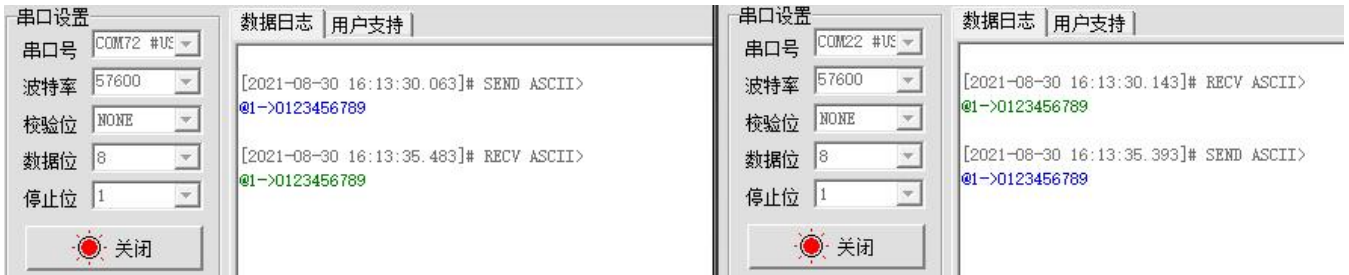 串口设置
串口号 COM72 #US
波特率 57600
校验位 NONE
数据位 8
停止位 1
关闭
数据日志 用户支持
[2021-08-30 16:13:30.063]# SEND ASCII>
@1->0123456789
[2021-08-30 16:13:35.483]# RECV ASCII>
@1->0123456789
串口设置
串口号 COM22 #US
波特率 57600
校验位 NONE
数据位 8
停止位 1
关闭
数据日志 用户支持
[2021-08-30 16:13:30.143]# RECV ASCII>
@1->0123456789
[2021-08-30 16:13:35.393]# SEND ASCII>
@1->0123456789